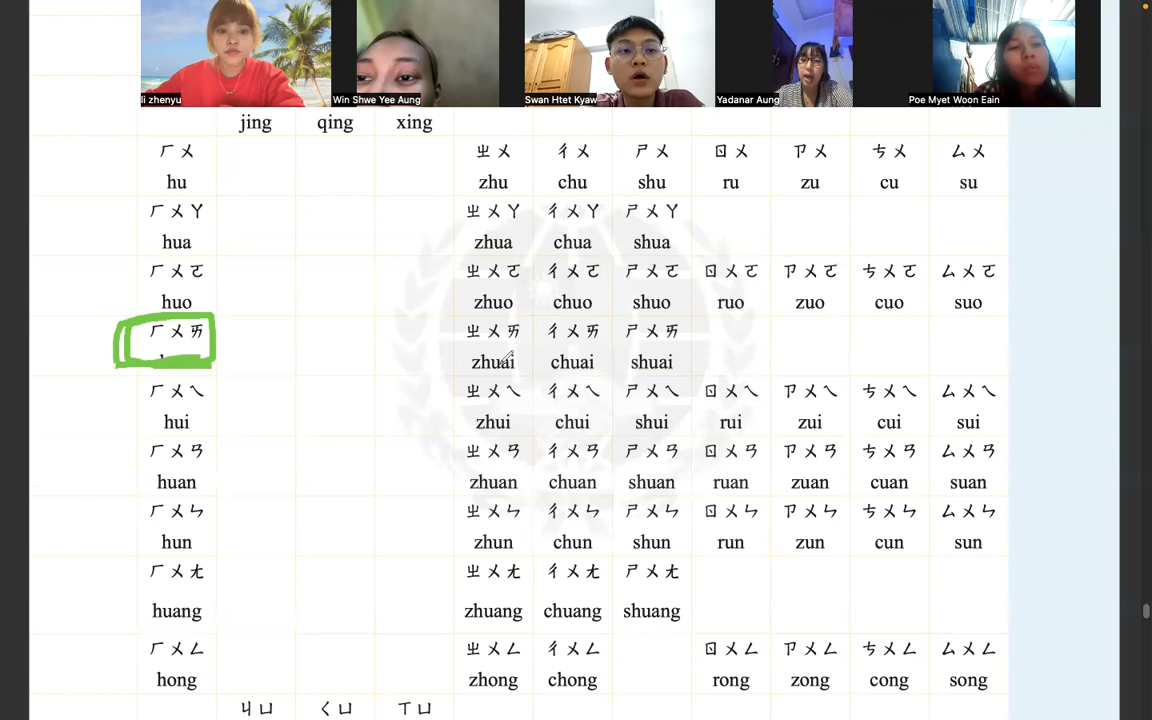 li zhenyu Win Shwe Yee Aung Swan Htet Kyaw Yadanar Aung Poe Myet Woon Eain
jing qing xing
ㄏㄨ ㄓㄨ ㄔㄨ ㄕㄨ ㄖㄨ ㄗㄨ ㄘㄨ ㄙㄨ
hu zhu chu shu ru zu cu su
ㄏㄨㄚ ㄓㄨㄚ ㄔㄨㄚ ㄕㄨㄚ
hua zhua chua shua
ㄏㄨㄛ ㄓㄨㄛ ㄔㄨㄛ ㄕㄨㄛ ㄖㄨㄛ ㄗㄨㄛ ㄘㄨㄛ ㄙㄨㄛ
huo zhuo chuo shuo ruo zuo cuo suo
ㄏㄨㄞ ㄓㄨㄞ ㄔㄨㄞ ㄕㄨㄞ
zhuai chuai shuai
ㄏㄨㄟ ㄓㄨㄟ ㄔㄨㄟ ㄕㄨㄟ ㄖㄨㄟ ㄗㄨㄟ ㄘㄨㄟ ㄙㄨㄟ
hui zhui chui shui rui zui cui sui
ㄏㄨㄢ ㄓㄨㄢ ㄔㄨㄢ ㄕㄨㄢ ㄖㄨㄢ ㄗㄨㄢ ㄘㄨㄢ ㄙㄨㄢ
huan zhuan chuan shuan ruan zuan cuan suan
ㄏㄨㄣ ㄓㄨㄣ ㄔㄨㄣ ㄕㄨㄣ ㄖㄨㄣ ㄗㄨㄣ ㄘㄨㄣ ㄙㄨㄣ
hun zhun chun shun run zun cun sun
ㄏㄨㄤ ㄓㄨㄤ ㄔㄨㄤ ㄕㄨㄤ
huang zhuang chuang shuang
ㄏㄨㄥ ㄓㄨㄥ ㄔㄨㄥ ㄖㄨㄥ ㄗㄨㄥ ㄘㄨㄥ ㄙㄨㄥ
hong zhong chong rong zong cong song
ㄐㄩ ㄑㄩ ㄒㄩ